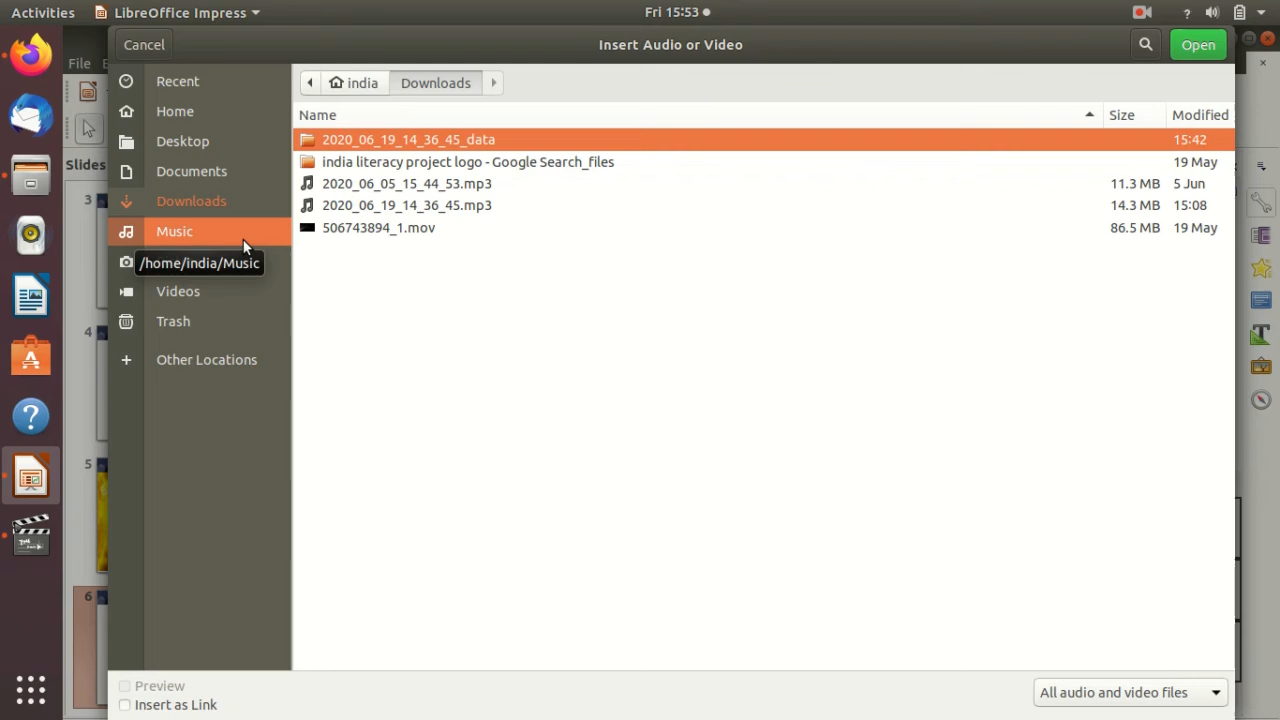 Activities LibreOffice Impress Fri 15:53 ?
Cancel Insert Audio or Video Open
File
Recent india Downloads
Home Name Size Modified
Desktop 2020_06_19_14_36_45_data 15:42
india literacy project logo - Google Search_files 19 May
Documents 2020_06_05_15_44_53.mp3 11.3 MB 5 Jun
Slides
Downloads 2020_06_19_14_36_45.mp3 14.3 MB 15:08
3
Music 506743894_1.mov 86.5 MB 19 May
/home/india/Music
Videos
Trash
4
Other Locations
5
6
Preview
All audio and video files
Insert as Link